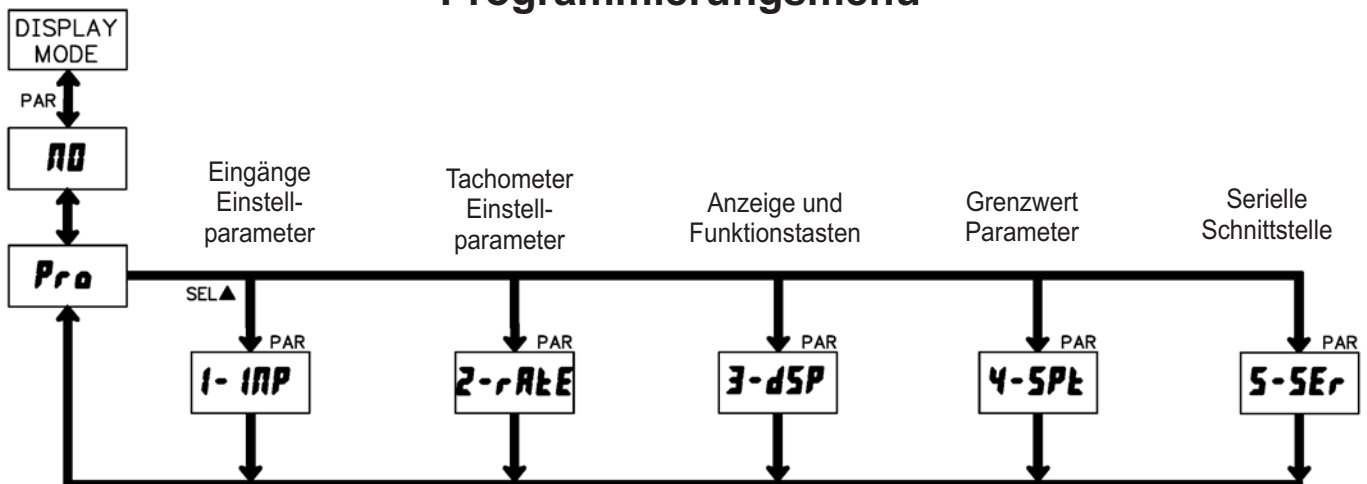 Programmierungsmenü
DISPLAY
MODE
PAR
NO
Pro
SEL▲
Eingänge
Einstell-
parameter
PAR
1-INP
Tachometer
Einstell-
parameter
PAR
2-rAtE
Anzeige und
Funktionstasten
PAR
3-dSP
Grenzwert
Parameter
PAR
4-SPt
Serielle
Schnittstelle
PAR
5-SEr